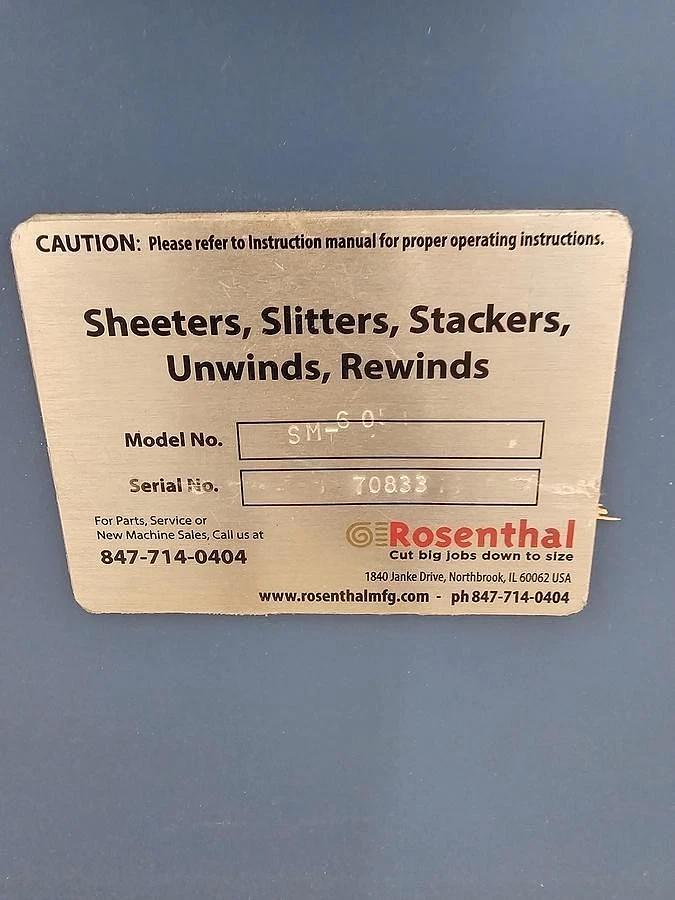 CAUTION: Please refer to Instruction manual for proper operating instructions.
Sheeters, Slitters, Stackers,
Unwinds, Rewinds
Model No.
Serial No. 70833
For Parts, Service or
New Machine Sales, Call us at
847-714-0404
Rosenthal
Cut big jobs down to size
1840 Janke Drive, Northbrook, IL 60062 USA
www.rosenthalmfg.com - ph 847-714-0404